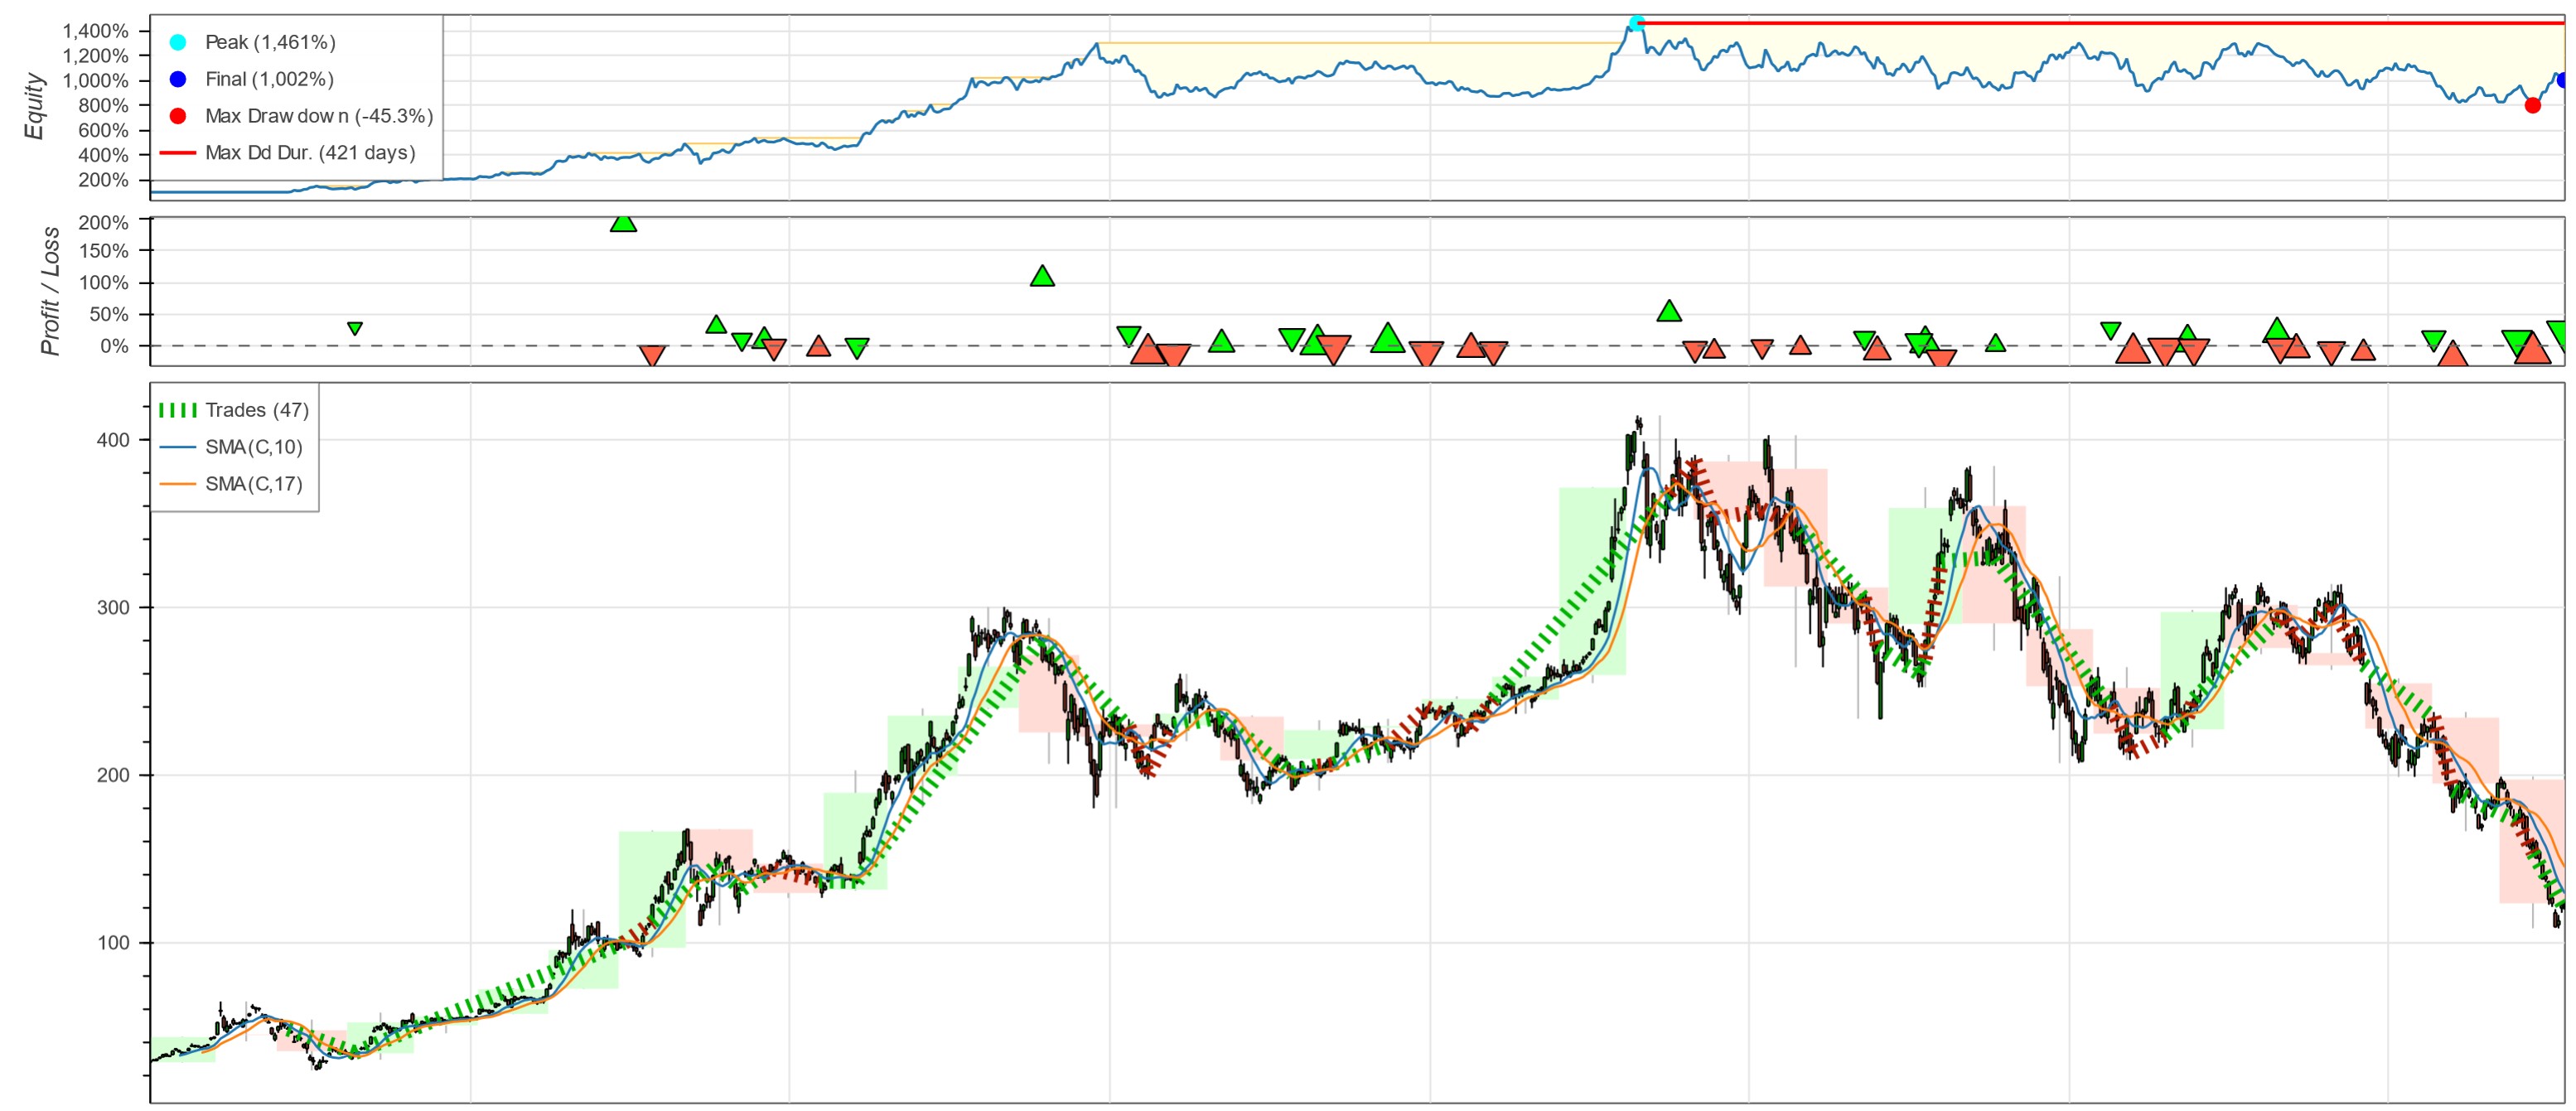 Equity
1,400%
1,200%
1,000%
800%
600%
400%
200%
Peak (1,461%)
Final (1,002%)
Max Drawdown (-45.3%)
Max Dd Dur. (421 days)
Profit / Loss
200%
150%
100%
50%
0%
Trades (47)
SMA(C,10)
SMA(C,17)
400
300
200
100